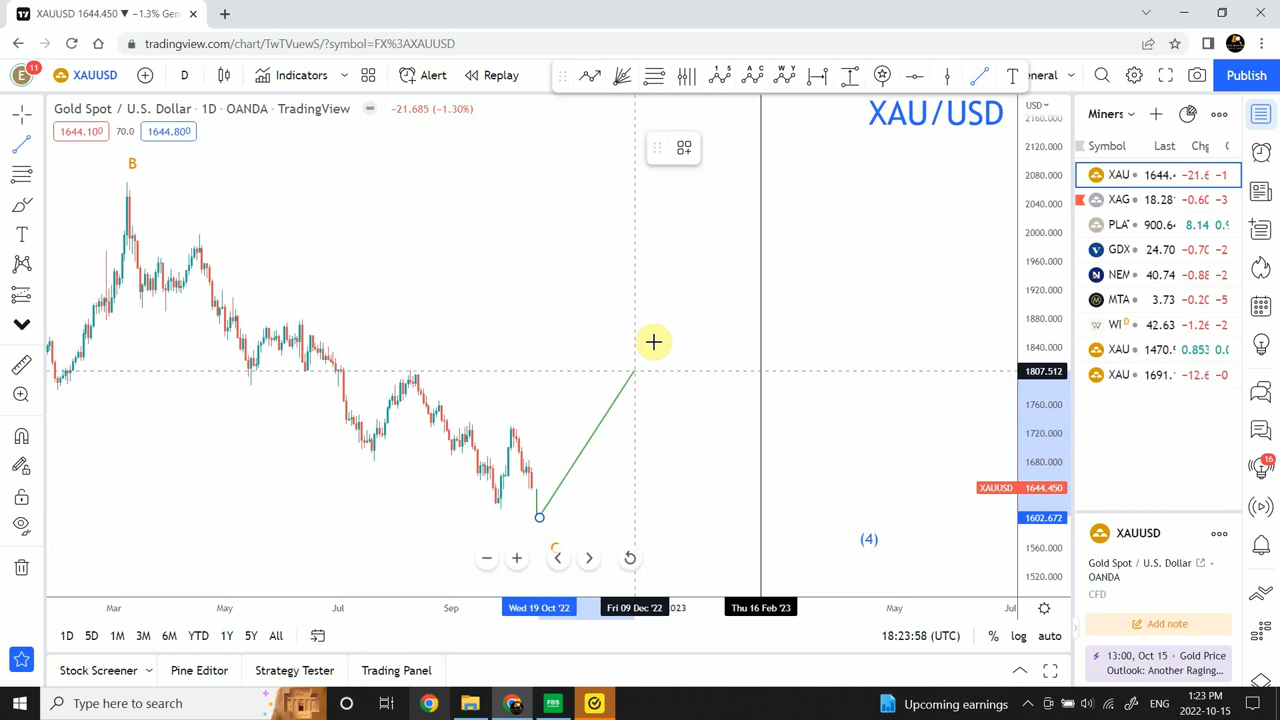 XAUUSD 1644.450 ▼ −1.3% Gen
tradingview.com/chart/TwTVuewS/?symbol=FX%3AXAUUSD
E 11
XAUUSD
D
Indicators
Alert
Replay
eneral
Publish
Gold Spot / U.S. Dollar · 1D · OANDA · TradingView
−21.685 (−1.30%)
1644.100
70.0
1644.800
XAU/USD
B
C
(4)
USD
2160.000
2120.000
2080.000
2040.000
2000.000
1960.000
1920.000
1880.000
1840.000
1807.512
1760.000
1720.000
1680.000
XAUUSD 1644.450
1602.672
1560.000
1520.000
Mar
May
Jul
Sep
Wed 19 Oct '22
Fri 09 Dec '22
2023
Thu 16 Feb '23
May
Jul
1D 5D 1M 3M 6M YTD 1Y 5Y All
18:23:58 (UTC)
% log auto
Stock Screener
Pine Editor
Strategy Tester
Trading Panel
Miners
Symbol Last Chg
XAU 1644.4 −21.6 −1
XAG 18.28 −0.60 −3
PLA 900.64 8.14 0.9
GDX 24.70 −0.70 −2
NEM 40.74 −0.88 −2
MTA 3.73 −0.20 −5
WI D 42.63 −1.26 −2
XAU 1470.9 0.853 0.0
XAU 1691. −12.6 −0
16
XAUUSD
Gold Spot / U.S. Dollar
OANDA
CFD
Add note
13:00, Oct 15 • Gold Price
Outlook: Another Raging...
Type here to search
FBS
Upcoming earnings
ENG
1:23 PM
2022-10-15